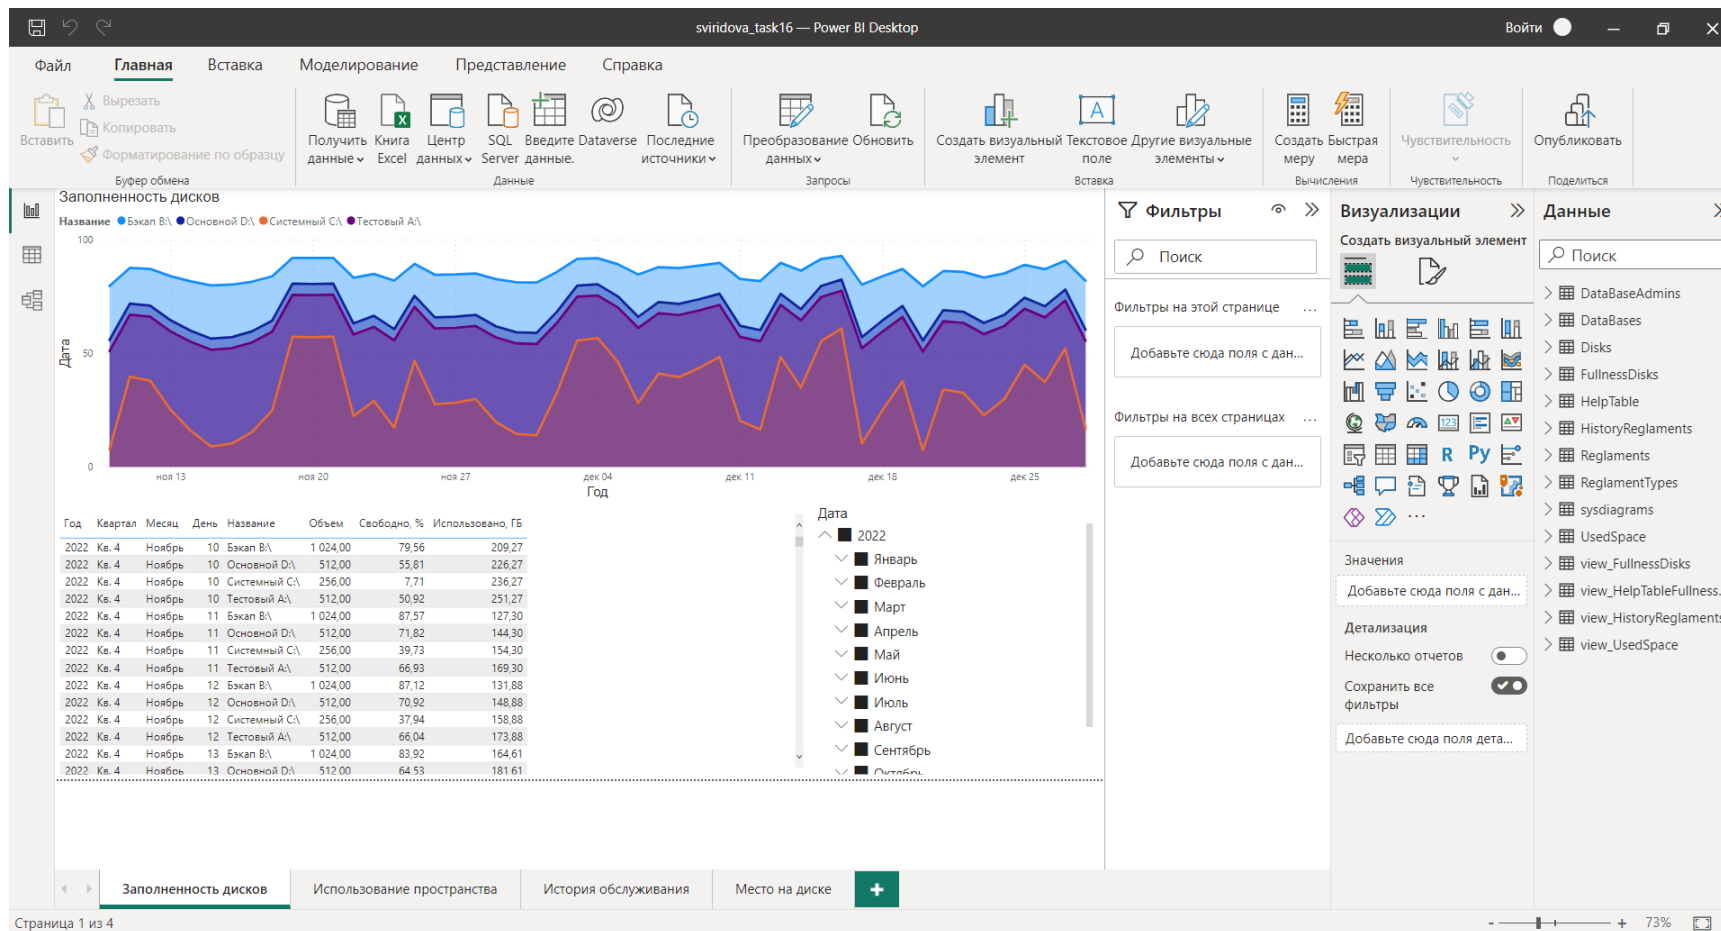 sviridova_task16 — Power BI Desktop
Войти
Файл Главная Вставка Моделирование Представление Справка
Вставить
Вырезать
Копировать
Форматирование по образцу
Буфер обмена
Получить данные
Книга Excel
Центр данных
SQL Server
Введите данные.
Dataverse
Последние источники
Данные
Преобразование данных
Обновить
Запросы
Создать визуальный элемент
Текстовое поле
Другие визуальные элементы
Вставка
Создать меру
Быстрая мера
Вычисления
Чувствительность
Чувствительность
Опубликовать
Поделиться
Заполненность дисков
Название Бэкап B:\ Основной D:\ Системный C:\ Тестовый A:\
100
50
0
Дата
ноя 13 ноя 20 ноя 27 дек 04 дек 11 дек 18 дек 25
Год
Год Квартал Месяц День Название Объем Свободно, % Использовано, ГБ
2022 Кв. 4 Ноябрь 10 Бэкап B:\ 1 024,00 79,56 209,27
2022 Кв. 4 Ноябрь 10 Основной D:\ 512,00 55,81 226,27
2022 Кв. 4 Ноябрь 10 Системный C:\ 256,00 7,71 236,27
2022 Кв. 4 Ноябрь 10 Тестовый A:\ 512,00 50,92 251,27
2022 Кв. 4 Ноябрь 11 Бэкап B:\ 1 024,00 87,57 127,30
2022 Кв. 4 Ноябрь 11 Основной D:\ 512,00 71,82 144,30
2022 Кв. 4 Ноябрь 11 Системный C:\ 256,00 39,73 154,30
2022 Кв. 4 Ноябрь 11 Тестовый A:\ 512,00 66,93 169,30
2022 Кв. 4 Ноябрь 12 Бэкап B:\ 1 024,00 87,12 131,88
2022 Кв. 4 Ноябрь 12 Основной D:\ 512,00 70,92 148,88
2022 Кв. 4 Ноябрь 12 Системный C:\ 256,00 37,94 158,88
2022 Кв. 4 Ноябрь 12 Тестовый A:\ 512,00 66,04 173,88
2022 Кв. 4 Ноябрь 13 Бэкап B:\ 1 024,00 83,92 164,61
2022 Кв. 4 Ноябрь 13 Основной D:\ 512,00 64,53 181,61
Дата
2022
Январь
Февраль
Март
Апрель
Май
Июнь
Июль
Август
Сентябрь
Октябрь
Фильтры
Поиск
Фильтры на этой странице ...
Добавьте сюда поля с дан...
Фильтры на всех страницах ...
Добавьте сюда поля с дан...
Визуализации
Создать визуальный элемент
123
R Py
...
Значения
Добавьте сюда поля с дан...
Детализация
Несколько отчетов
Сохранить все
фильтры
Добавьте сюда поля дета...
Данные
Поиск
DataBaseAdmins
DataBases
Disks
FullnessDisks
HelpTable
HistoryReglaments
Reglaments
ReglamentTypes
sysdiagrams
UsedSpace
view_FullnessDisks
view_HelpTableFullness.
view_HistoryReglaments
view_UsedSpace
Заполненность дисков Использование пространства История обслуживания Место на диске +
Страница 1 из 4
- + 73%